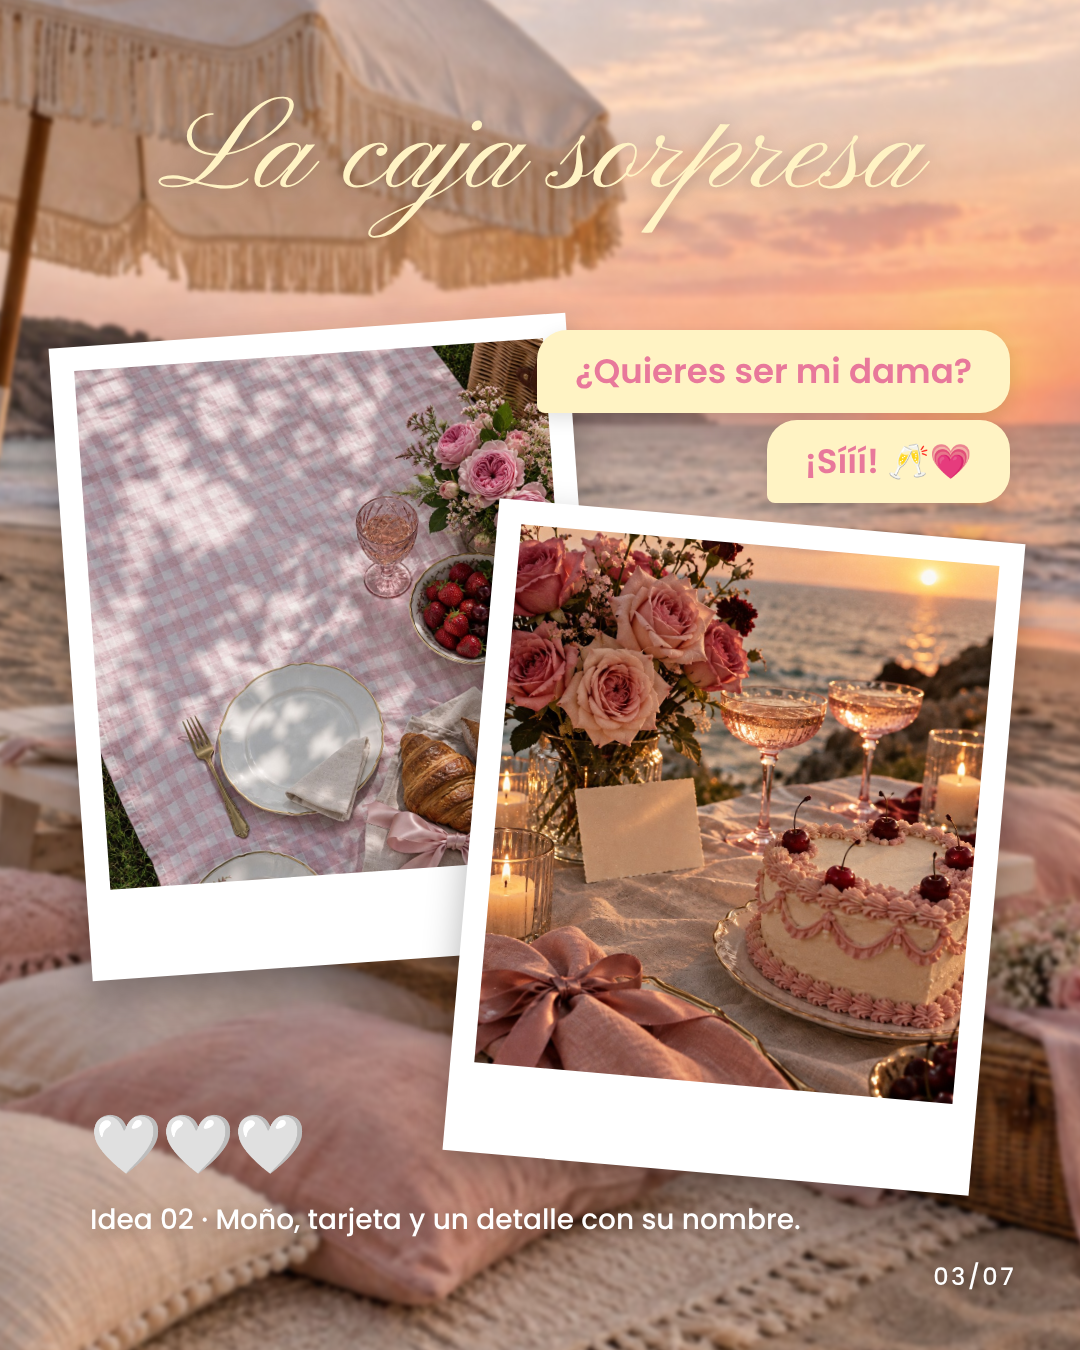 La caja sorpresa
¿Quieres ser mi dama?
¡Sííí! 🥂💗
🤍🤍🤍
Idea 02 · Moño, tarjeta y un detalle con su nombre.
03/07